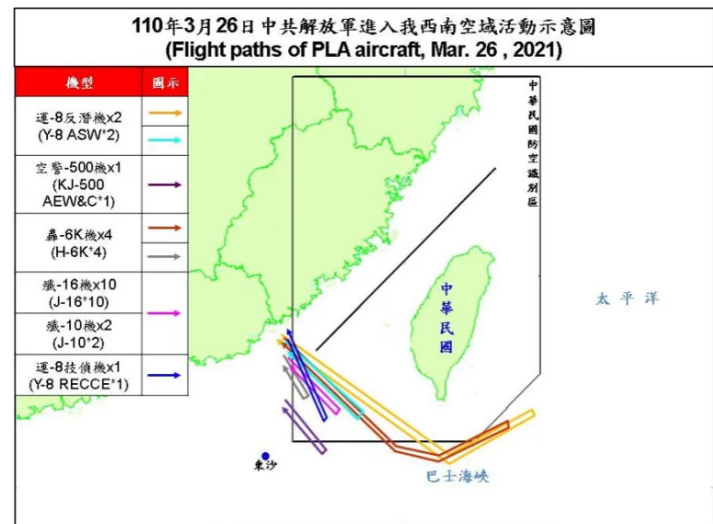 110年3月26日中共解放軍進入我西南空域活動示意圖
(Flight paths of PLA aircraft, Mar. 26 , 2021)
機型
圖示
運-8反潛機x2
(Y-8 ASW*2)
空警-500機x1
(KJ-500
AEW&C*1)
轟-6K機x4
(H-6K*4)
殲-16機x10
(J-16*10)
殲-10機x2
(J-10*2)
運-8技偵機x1
(Y-8 RECCE*1)
中華民國防空識別區
中華民國
太平洋
東沙
巴士海峽